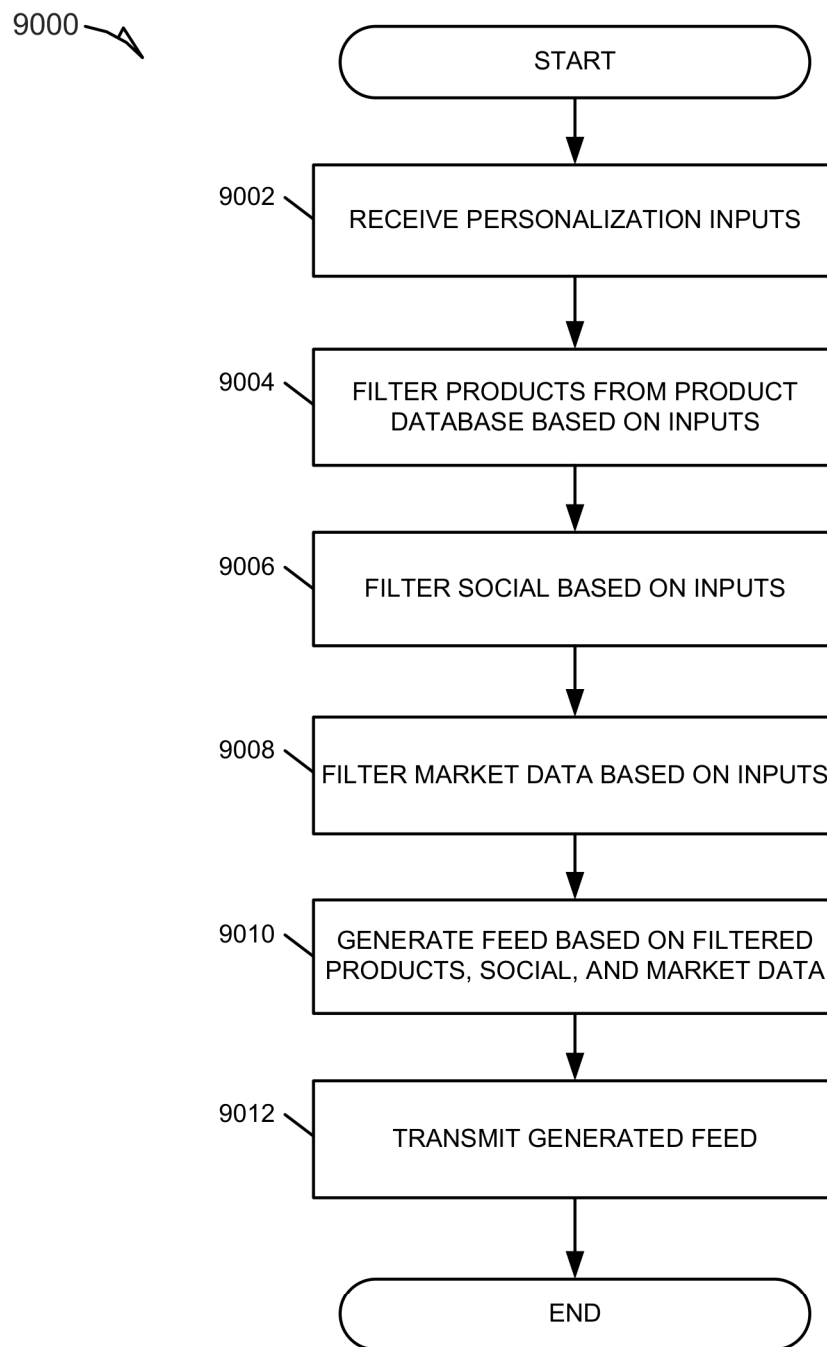 9000
START
9002
RECEIVE PERSONALIZATION INPUTS
9004
FILTER PRODUCTS FROM PRODUCT
DATABASE BASED ON INPUTS
9006
FILTER SOCIAL BASED ON INPUTS
9008
FILTER MARKET DATA BASED ON INPUTS
9010
GENERATE FEED BASED ON FILTERED
PRODUCTS, SOCIAL, AND MARKET DATA
9012
TRANSMIT GENERATED FEED
END